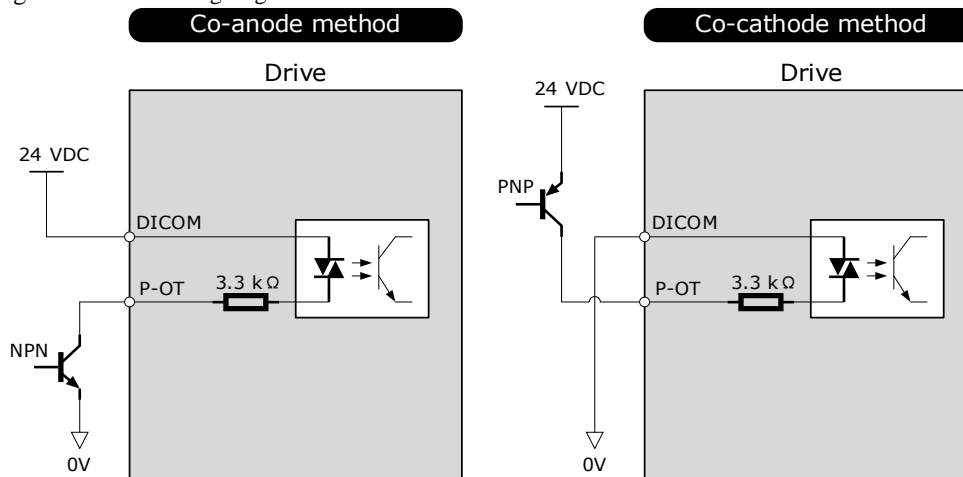 Co-anode method
Drive
24 VDC
DICOM
P-OT
3.3 kΩ
NPN
0V
Co-cathode method
Drive
24 VDC
PNP
DICOM
P-OT
3.3 kΩ
0V